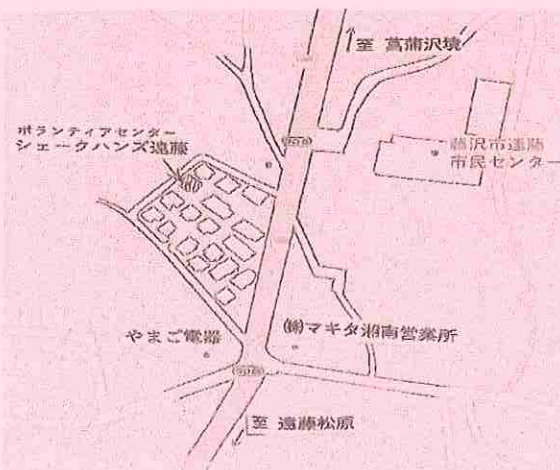 至 菖蒲沢境
ボランティアセンター
シェークハンズ遠藤
藤沢市遠藤
市民センター
やまご電器
㈱マキタ湘南営業所
至 遠藤松原